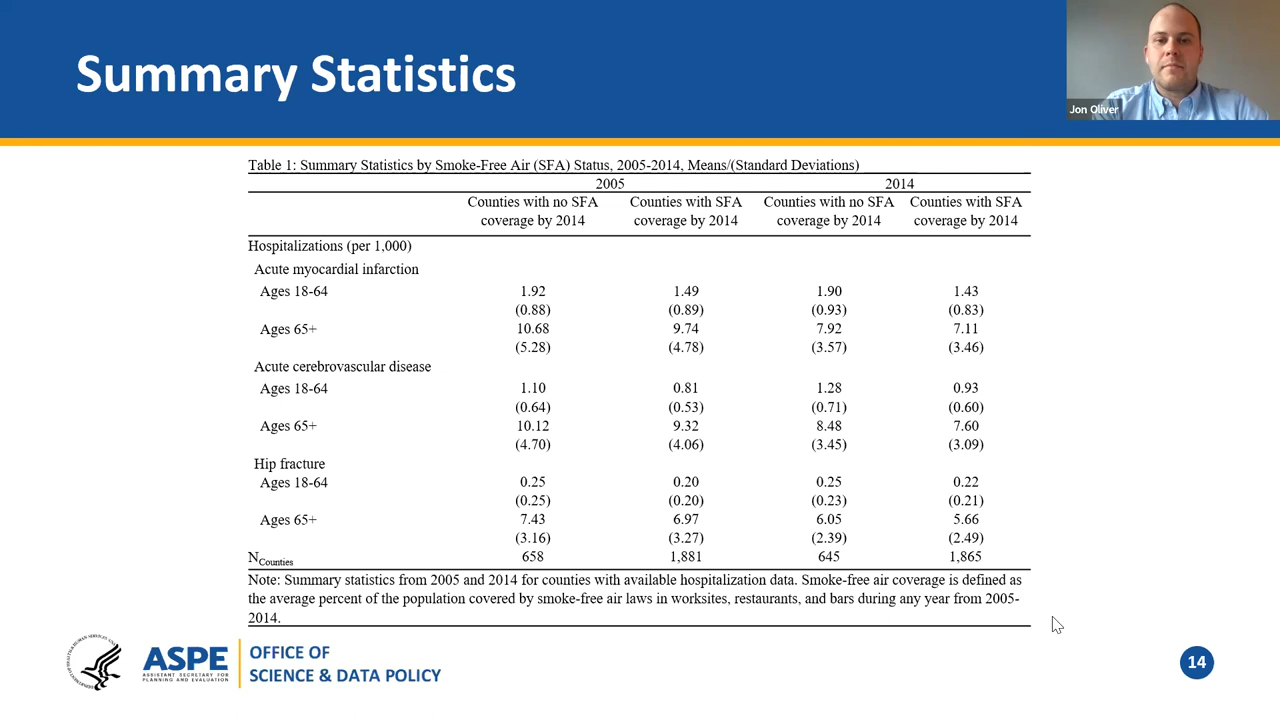 Summary Statistics
Jon Oliver
Table 1: Summary Statistics by Smoke-Free Air (SFA) Status, 2005-2014, Means/(Standard Deviations)
2005 2014
Counties with no SFA coverage by 2014 Counties with SFA coverage by 2014 Counties with no SFA coverage by 2014 Counties with SFA coverage by 2014
Hospitalizations (per 1,000)
Acute myocardial infarction
Ages 18-64 1.92 1.49 1.90 1.43
(0.88) (0.89) (0.93) (0.83)
Ages 65+ 10.68 9.74 7.92 7.11
(5.28) (4.78) (3.57) (3.46)
Acute cerebrovascular disease
Ages 18-64 1.10 0.81 1.28 0.93
(0.64) (0.53) (0.71) (0.60)
Ages 65+ 10.12 9.32 8.48 7.60
(4.70) (4.06) (3.45) (3.09)
Hip fracture
Ages 18-64 0.25 0.20 0.25 0.22
(0.25) (0.20) (0.23) (0.21)
Ages 65+ 7.43 6.97 6.05 5.66
(3.16) (3.27) (2.39) (2.49)
NCounties 658 1,881 645 1,865
Note: Summary statistics from 2005 and 2014 for counties with available hospitalization data. Smoke-free air coverage is defined as
the average percent of the population covered by smoke-free air laws in worksites, restaurants, and bars during any year from 2005-
2014.
ASPE
ASSISTANT SECRETARY FOR
PLANNING AND EVALUATION
OFFICE OF
SCIENCE & DATA POLICY
14